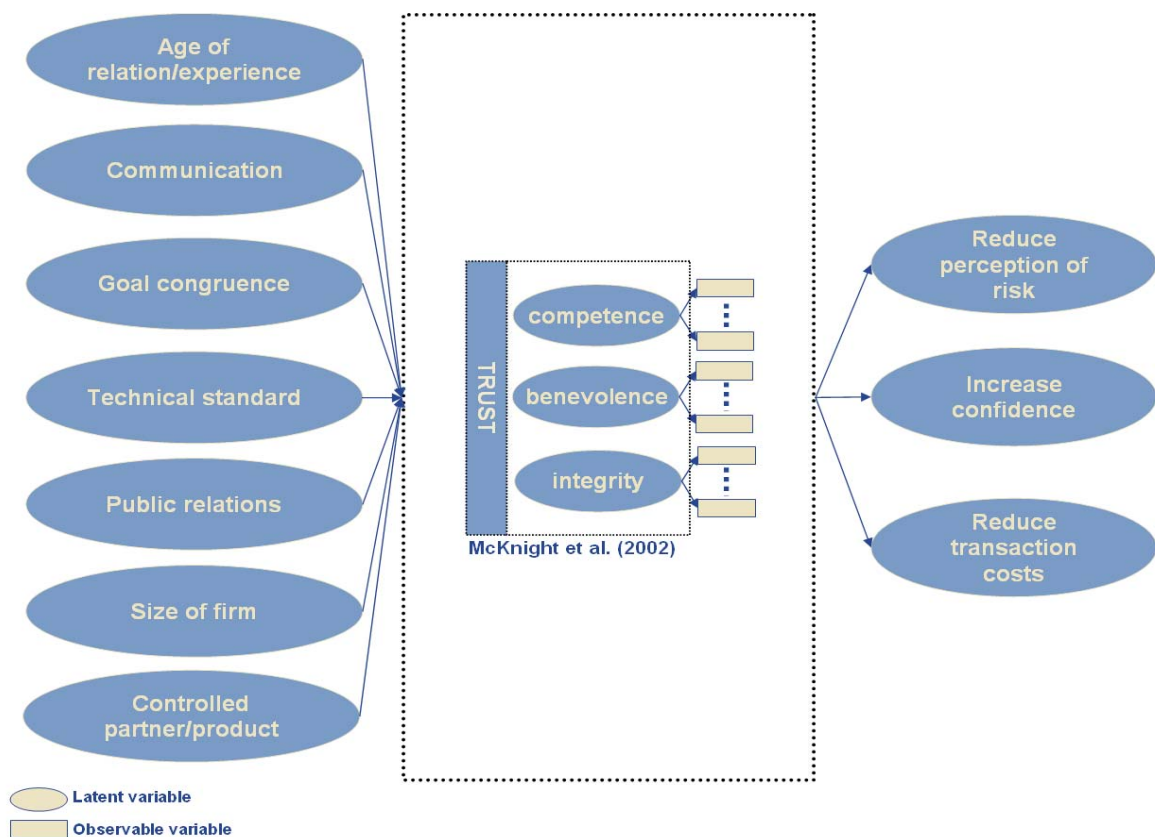 Age of
relation/experience
Communication
Goal congruence
Technical standard
Public relations
Size of firm
Controlled
partner/product
TRUST
competence
benevolence
integrity
McKnight et al. (2002)
Reduce
perception of
risk
Increase
confidence
Reduce
transaction
costs
Latent variable
Observable variable